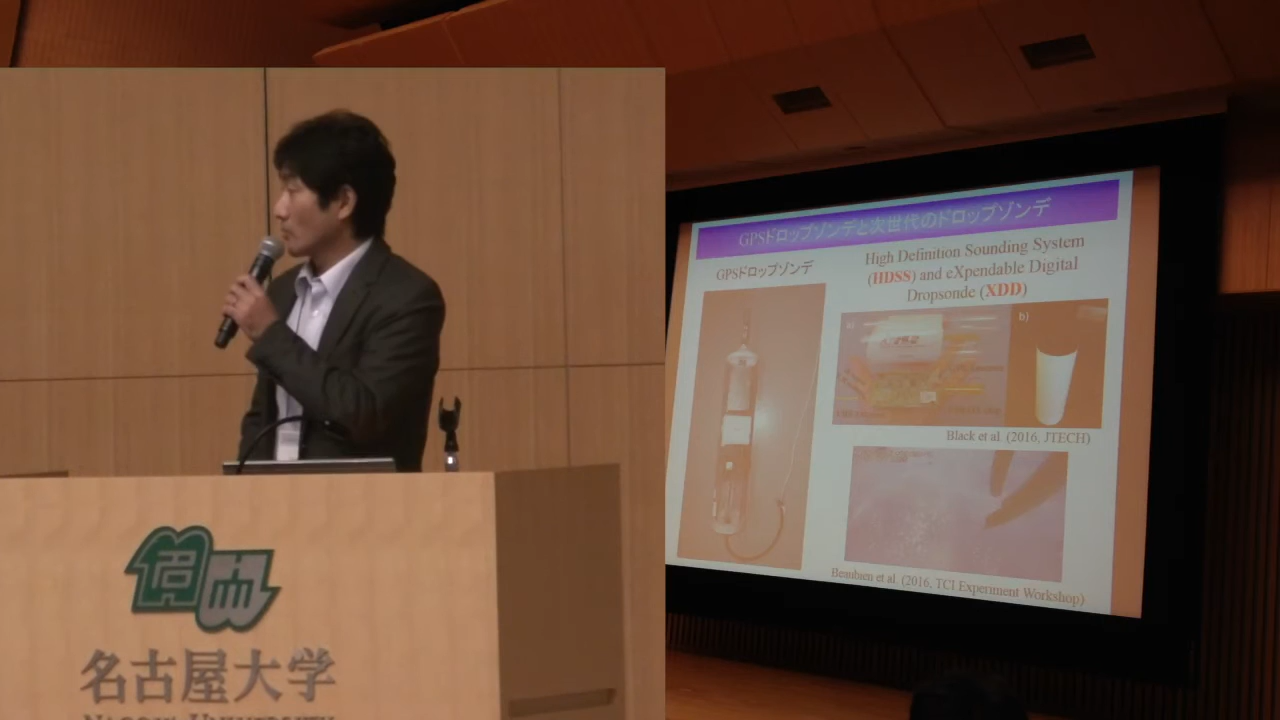 GPSドロップゾンデと次世代のドロップゾンデ
GPSドロップゾンデ
High Definition Sounding System
(HDSS) and eXpendable Digital
Dropsonde (XDD)
a)
b)
Black et al. (2016, JTECH)
Beaubien et al. (2016, TCI Experiment Workshop)
名古屋大学
NAGOYA UNIVERSITY